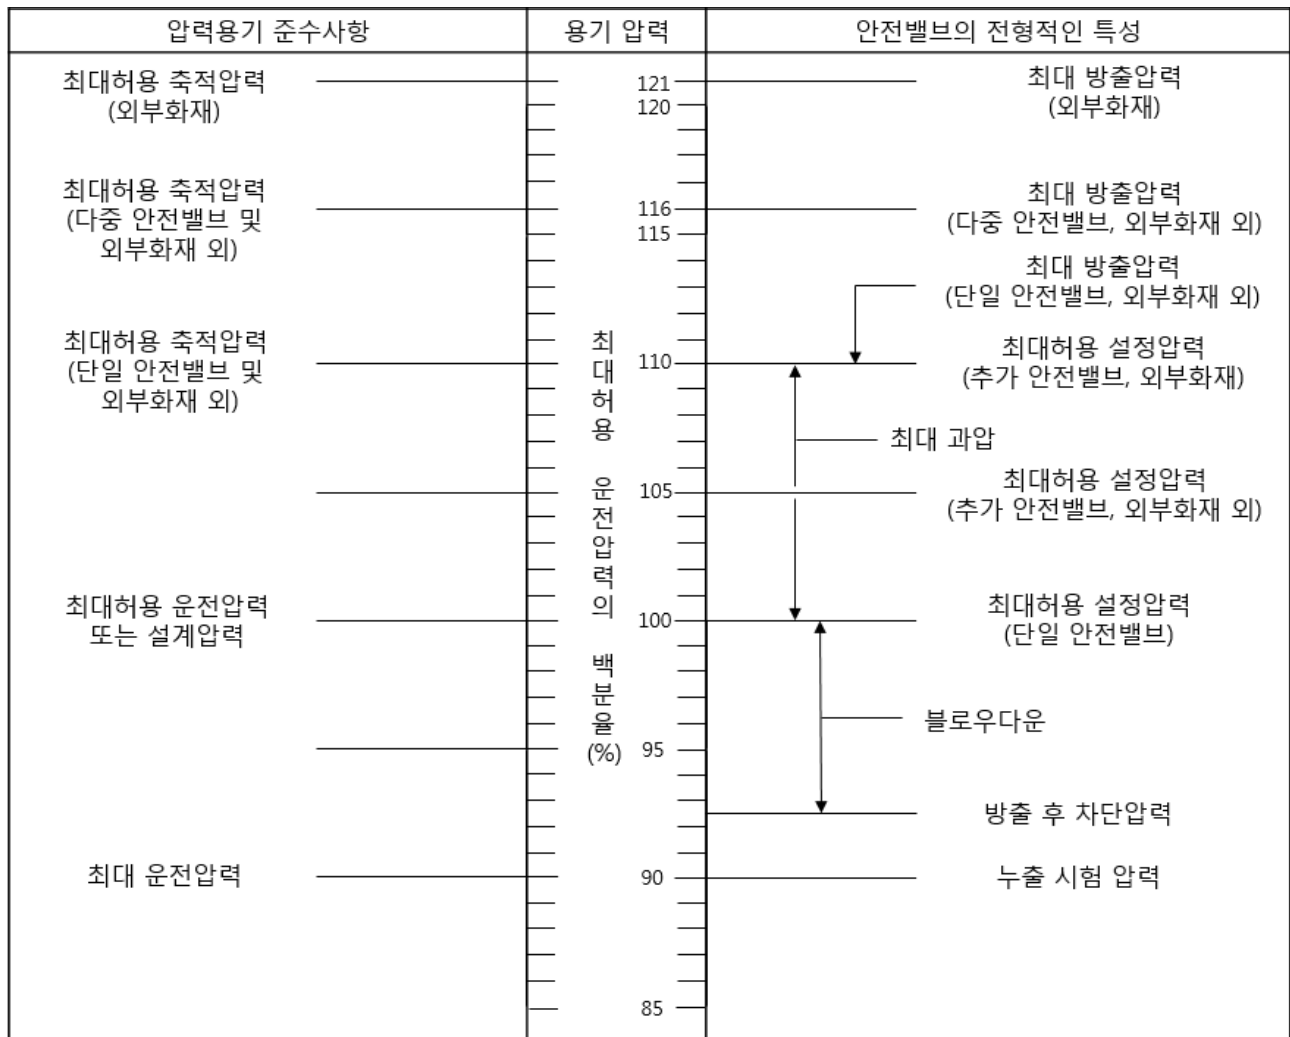 압력용기 준수사항
용기 압력
안전밸브의 전형적인 특성
최대허용 축적압력
(외부화재)
121
120
최대 방출압력
(외부화재)
최대허용 축적압력
(다중 안전밸브 및
외부화재 외)
116
115
최대 방출압력
(다중 안전밸브, 외부화재 외)
최대 방출압력
(단일 안전밸브, 외부화재 외)
최대허용 축적압력
(단일 안전밸브 및
외부화재 외)
110
최대허용 설정압력
(추가 안전밸브, 외부화재)
최대 과압
105
최대허용 설정압력
(추가 안전밸브, 외부화재 외)
최대허용 운전압력
또는 설계압력
100
최대허용 설정압력
(단일 안전밸브)
최대허용 운전압력의 백분율 (%)
블로우다운
95
방출 후 차단압력
최대 운전압력
90
누출 시험 압력
85